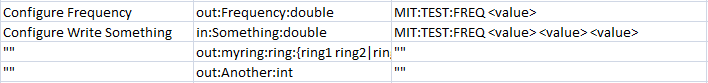 Configure Frequency out:Frequency:double MIT:TEST:FREQ <value>
Configure Write Something in:Something:double MIT:TEST:FREQ <value> <value> <value>
"" out:myring:ring:{ring1 ring2|rin ""
"" out:Another:int ""